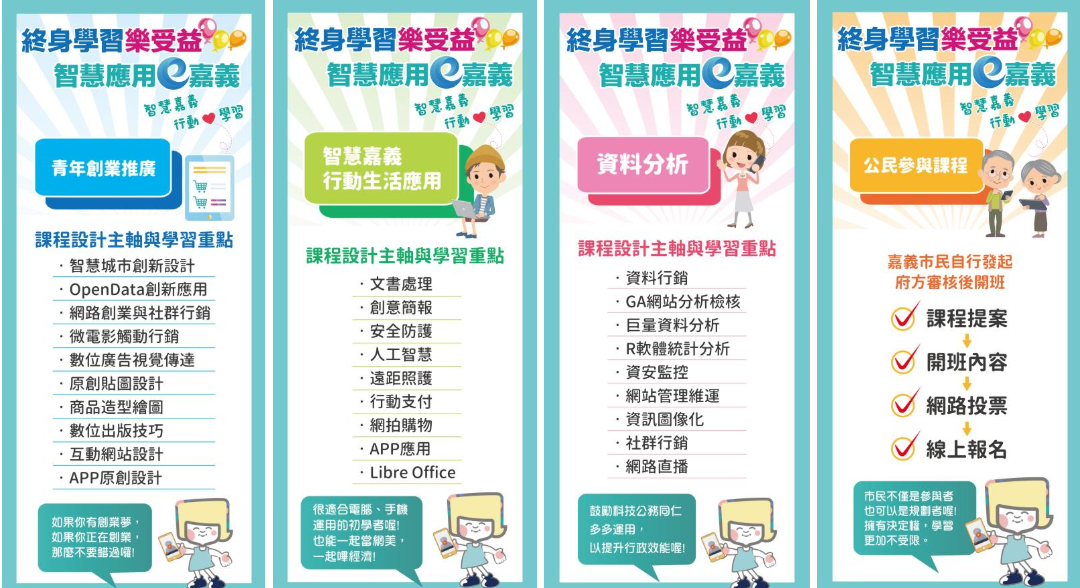 終身學習樂受益
智慧應用e嘉義
智慧嘉義
行動學習
青年創業推廣
課程設計主軸與學習重點
・智慧城市創新設計
・OpenData創新應用
・網路創業與社群行銷
・微電影觸動行銷
・數位廣告視覺傳達
・原創貼圖設計
・商品造型繪圖
・數位出版技巧
・互動網站設計
・APP原創設計
如果你有創業夢，
如果你正在創業，
那麼不要錯過囉!
終身學習樂受益
智慧應用e嘉義
智慧嘉義
行動學習
智慧嘉義
行動生活應用
課程設計主軸與學習重點
・文書處理
・創意簡報
・安全防護
・人工智慧
・遠距照護
・行動支付
・網拍購物
・APP應用
・Libre Office
很適合電腦、手機
運用的初學者喔!
也能一起當網美，
一起嗶經濟!
終身學習樂受益
智慧應用e嘉義
智慧嘉義
行動學習
資料分析
課程設計主軸與學習重點
・資料行銷
・GA網站分析檢核
・巨量資料分析
・R軟體統計分析
・資安監控
・網站管理維運
・資訊圖像化
・社群行銷
・網路直播
鼓勵科技公務同仁
多多運用，
以提升行政效能喔!
終身學習樂受益
智慧應用e嘉義
智慧嘉義
行動學習
公民參與課程
嘉義市民自行發起
府方審核後開班
課程提案
開班內容
網路投票
線上報名
市民不僅是參與者
也可以是規劃者喔!
擁有決定權，學習
更加不受限。